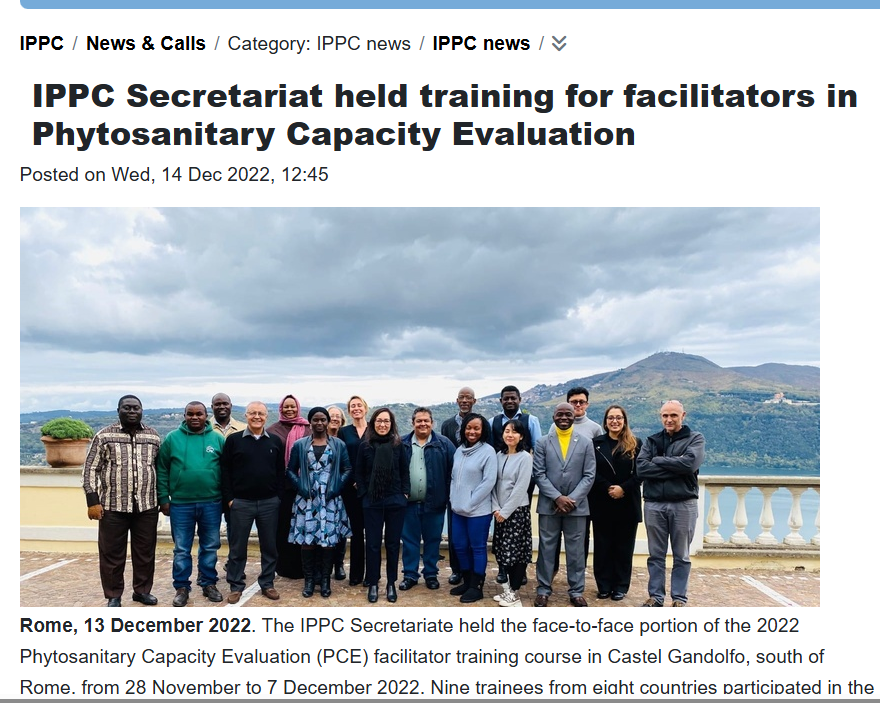 IPPC / News & Calls / Category: IPPC news / IPPC news /
IPPC Secretariat held training for facilitators in
Phytosanitary Capacity Evaluation
Posted on Wed, 14 Dec 2022, 12:45
Rome, 13 December 2022. The IPPC Secretariate held the face-to-face portion of the 2022
Phytosanitary Capacity Evaluation (PCE) facilitator training course in Castel Gandolfo, south of
Rome, from 28 November to 7 December 2022. Nine trainees from eight countries participated in the